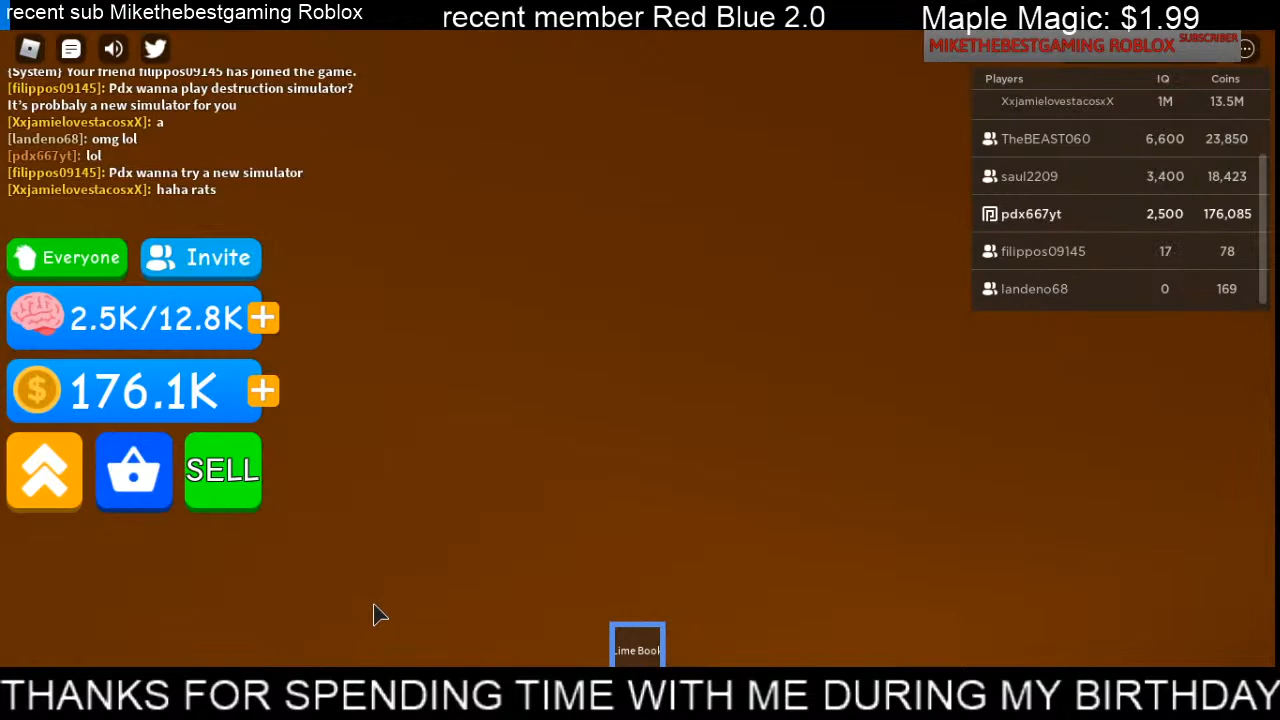 recent sub Mikethebestgaming Roblox
recent member Red Blue 2.0
Maple Magic: $1.99
MIKETHEBESTGAMING ROBLOX SUBSCRIBER
{System} Your friend filippos09145 has joined the game.
[filippos09145]: Pdx wanna play destruction simulator?
It's probbaly a new simulator for you
[XxjamielovestacosxX]: a
[landeno68]: omg lol
[pdx667yt]: lol
[filippos09145]: Pdx wanna try a new simulator
[XxjamielovestacosxX]: haha rats
Players IQ Coins
XxjamielovestacosxX 1M 13.5M
TheBEAST060 6,600 23,850
saul2209 3,400 18,423
pdx667yt 2,500 176,085
filippos09145 17 78
landeno68 0 169
Everyone Invite
2.5K/12.8K +
$ 176.1K +
SELL
Lime Book
THANKS FOR SPENDING TIME WITH ME DURING MY BIRTHDAY